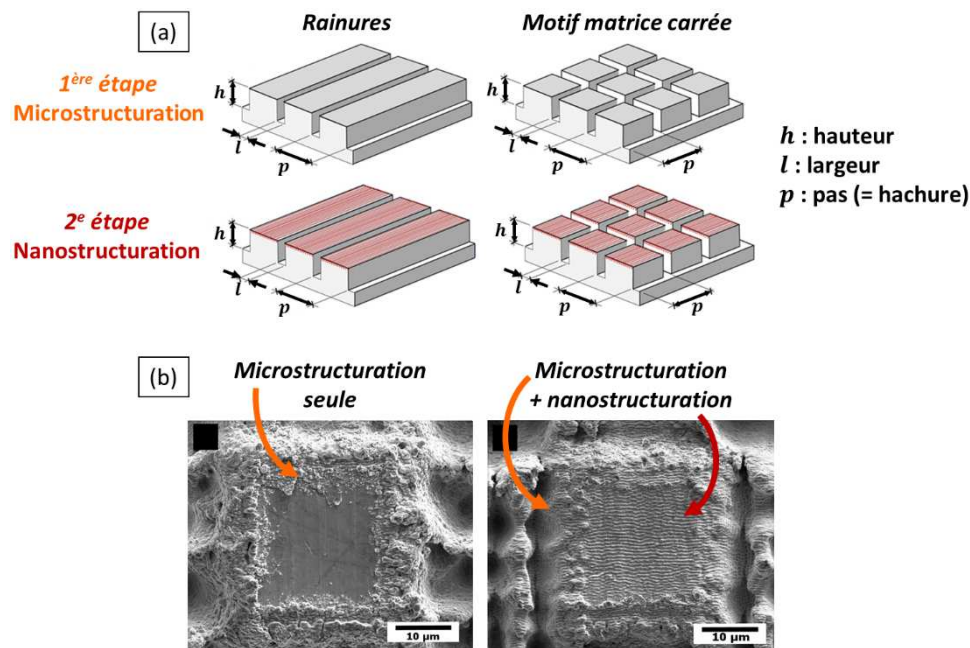 (a)
Rainures
Motif matrice carrée
1ère étape
Microstructuration
h
l
p
h
l
p
p
h : hauteur
l : largeur
p : pas (= hachure)
2e étape
Nanostructuration
h
l
p
h
l
p
p
(b)
Microstructuration
seule
Microstructuration
+ nanostructuration
10 µm
10 µm